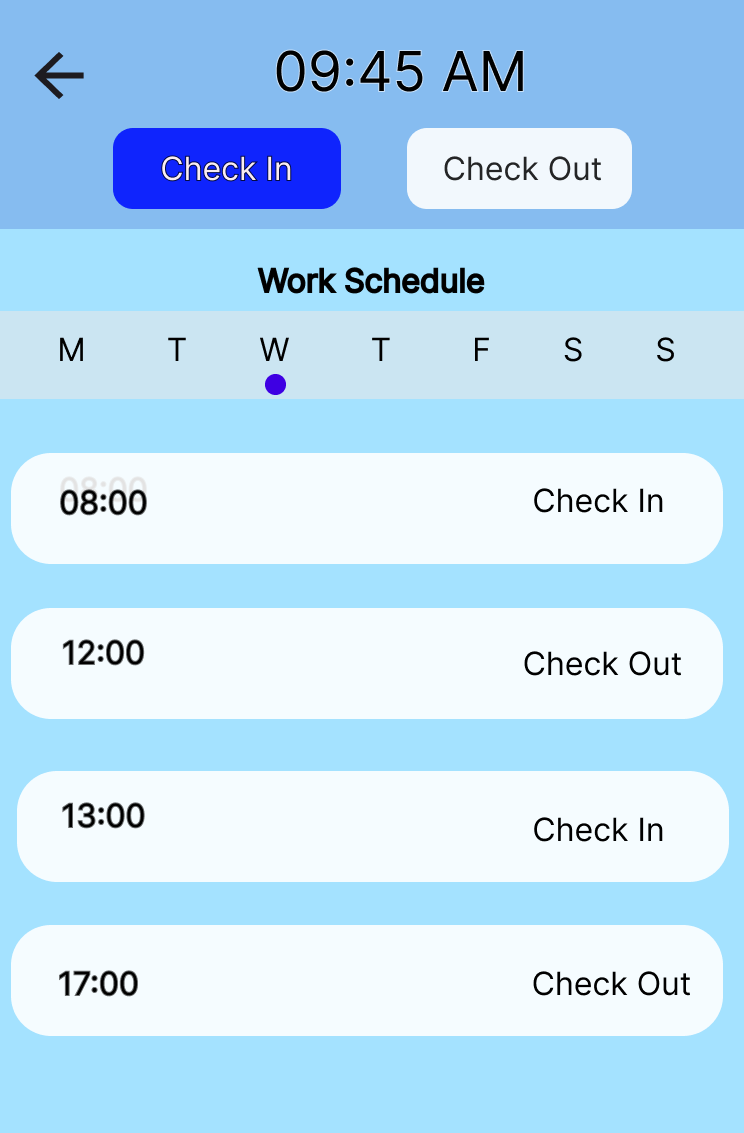 09:45 AM
Check In Check Out
Work Schedule
M T W T F S S
08:00 Check In
12:00 Check Out
13:00 Check In
17:00 Check Out